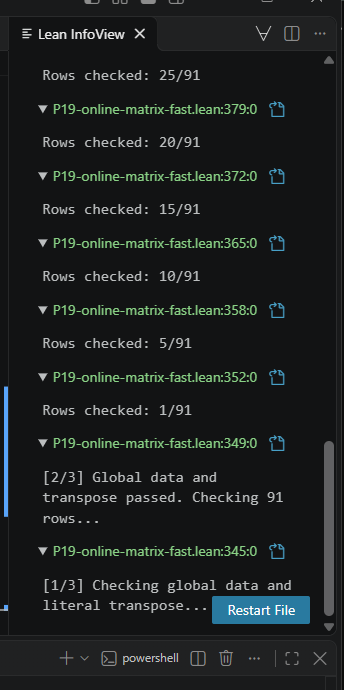 Lean InfoView
Rows checked: 25/91
P19-online-matrix-fast.lean:379:0
Rows checked: 20/91
P19-online-matrix-fast.lean:372:0
Rows checked: 15/91
P19-online-matrix-fast.lean:365:0
Rows checked: 10/91
P19-online-matrix-fast.lean:358:0
Rows checked: 5/91
P19-online-matrix-fast.lean:352:0
Rows checked: 1/91
P19-online-matrix-fast.lean:349:0
[2/3] Global data and
transpose passed. Checking 91
rows...
P19-online-matrix-fast.lean:345:0
[1/3] Checking global data and
literal transpose...
Restart File
powershell